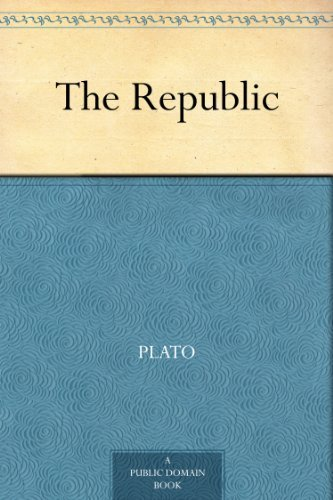 The Republic
PLATO
A
PUBLIC DOMAIN
BOOK